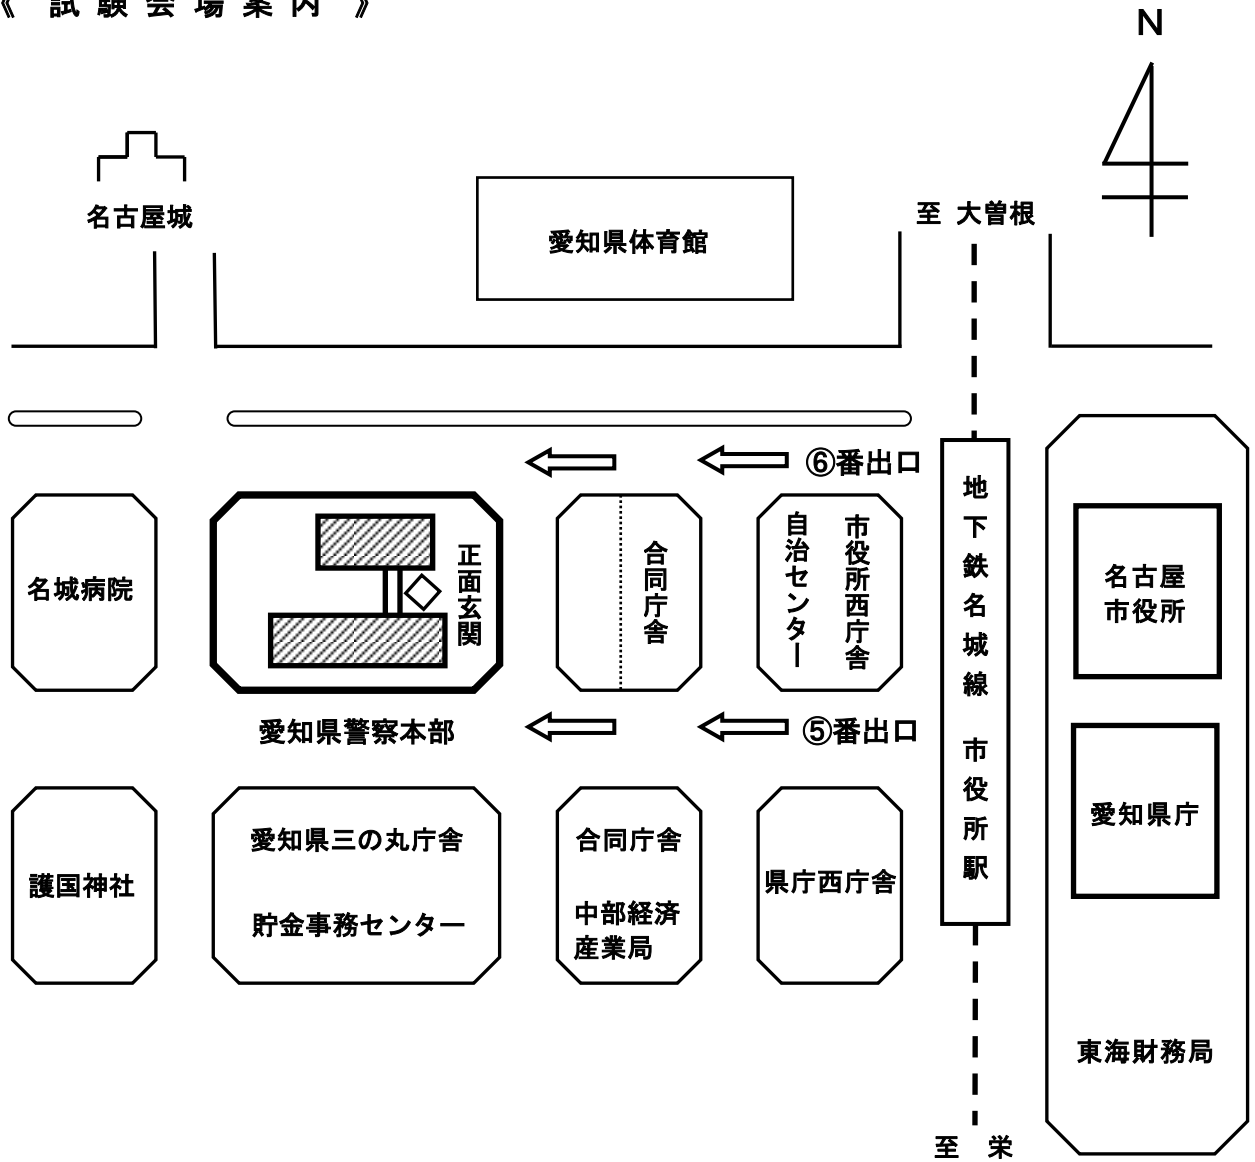 《 試験会場案内 》
N
名古屋城
愛知県体育館
至 大曽根
⑥番出口
地下鉄名城線 市役所駅
名城病院
正面玄関
合同庁舎
自治センター
市役所西庁舎
名古屋
市役所
愛知県警察本部
⑤番出口
愛知県庁
護国神社
愛知県三の丸庁舎
貯金事務センター
合同庁舎
中部経済
産業局
県庁西庁舎
東海財務局
至 栄